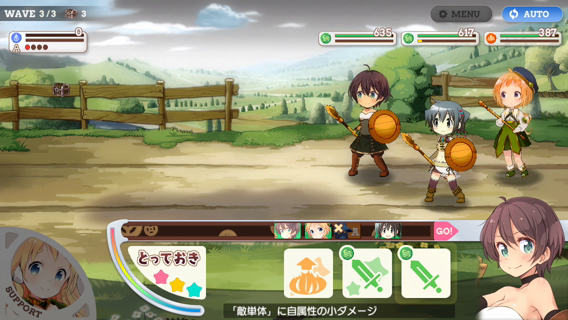 WAVE 3/3 3
MENU
AUTO
0
A
635
617
387
GO!
とっておき
SUPPORT
「敵単体」に自属性の小ダメージ